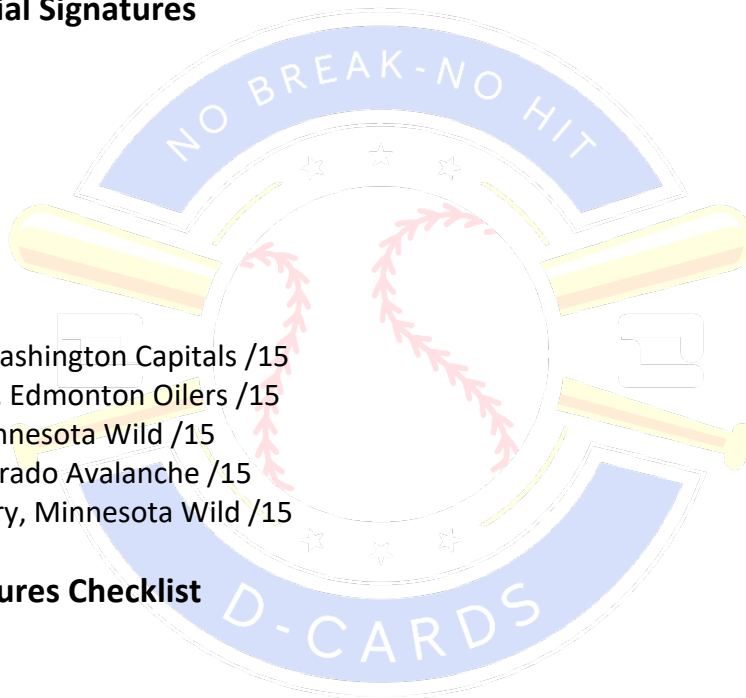 ial Signatures
NO BREAK-NO HIT
ashington Capitals /15
, Edmonton Oilers /15
nnesota Wild /15
rado Avalanche /15
ry, Minnesota Wild /15
ures Checklist
D-CARDS